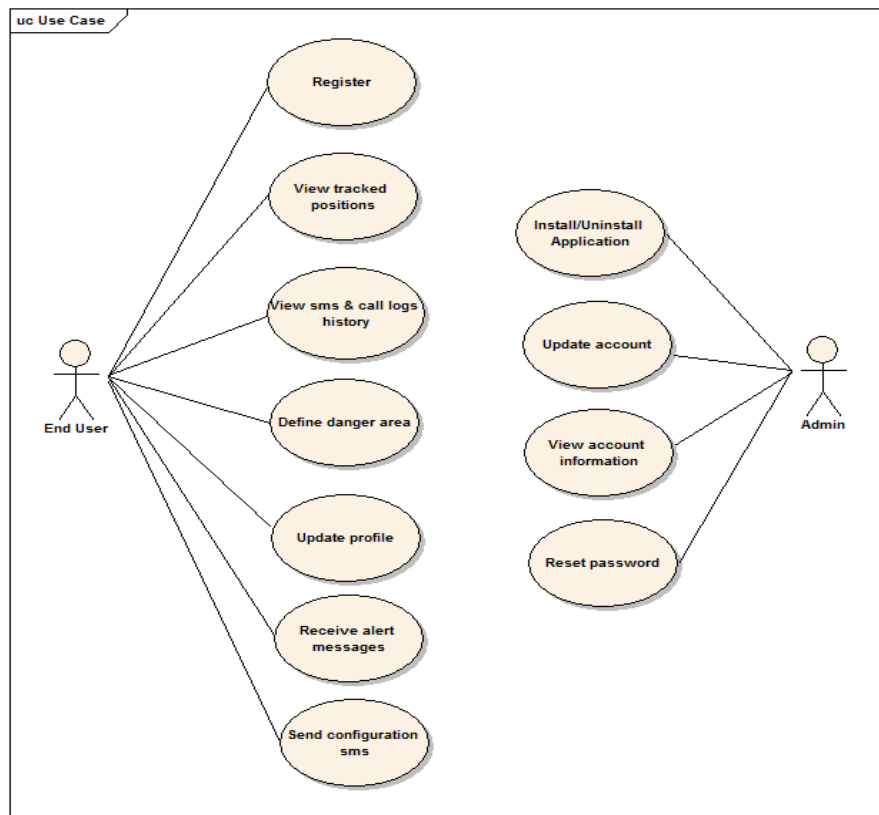 uc Use Case
Register
View tracked
positions
View sms & call logs
history
Define danger area
Update profile
Receive alert
messages
Send configuration
sms
End User
Install/Uninstall
Application
Update account
View account
information
Reset password
Admin